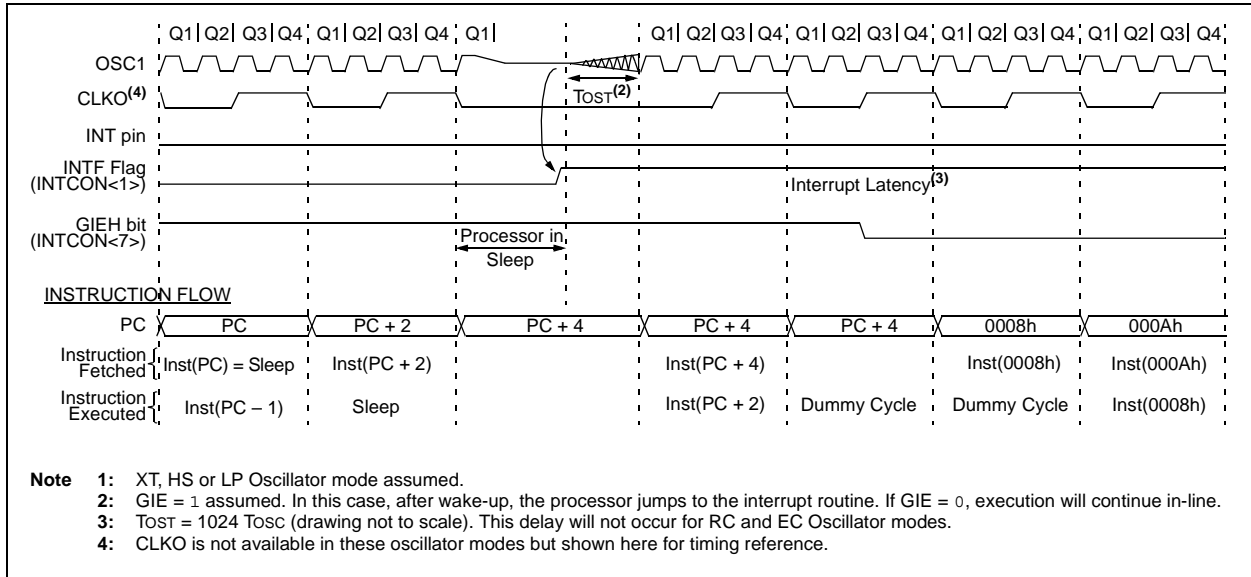 Q1 Q2 Q3 Q4 Q1 Q2 Q3 Q4 Q1 Q1 Q2 Q3 Q4 Q1 Q2 Q3 Q4 Q1 Q2 Q3 Q4 Q1 Q2 Q3 Q4
OSC1
CLKO(4)
TOST(2)
INT pin
INTF Flag
(INTCON<1>)
Interrupt Latency(3)
GIEH bit
(INTCON<7>)
Processor in
Sleep
INSTRUCTION FLOW
PC PC PC + 2 PC + 4 PC + 4 PC + 4 0008h 000Ah
Instruction
Fetched
Inst(PC) = Sleep Inst(PC + 2) Inst(PC + 4) Inst(0008h) Inst(000Ah)
Instruction
Executed
Inst(PC – 1) Sleep Inst(PC + 2) Dummy Cycle Dummy Cycle Inst(0008h)
Note 1: XT, HS or LP Oscillator mode assumed.
2: GIE = 1 assumed. In this case, after wake-up, the processor jumps to the interrupt routine. If GIE = 0, execution will continue in-line.
3: TOST = 1024 TOSC (drawing not to scale). This delay will not occur for RC and EC Oscillator modes.
4: CLKO is not available in these oscillator modes but shown here for timing reference.